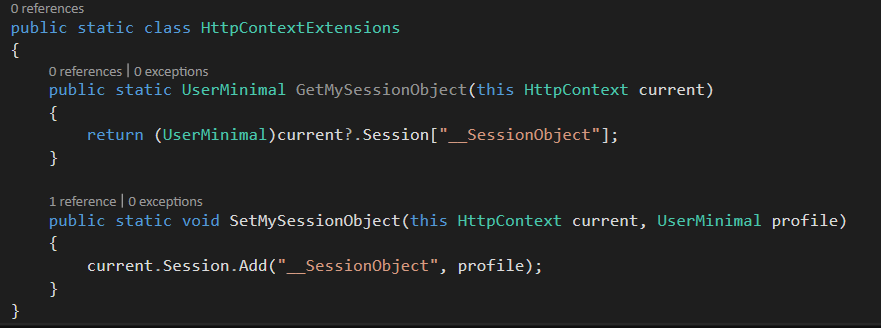 0 references
public static class HttpContextExtensions
{
0 references | 0 exceptions
public static UserMinimal GetMySessionObject(this HttpContext current)
{
return (UserMinimal)current?.Session["__SessionObject"];
}
1 reference | 0 exceptions
public static void SetMySessionObject(this HttpContext current, UserMinimal profile)
{
current.Session.Add("__SessionObject", profile);
}
}